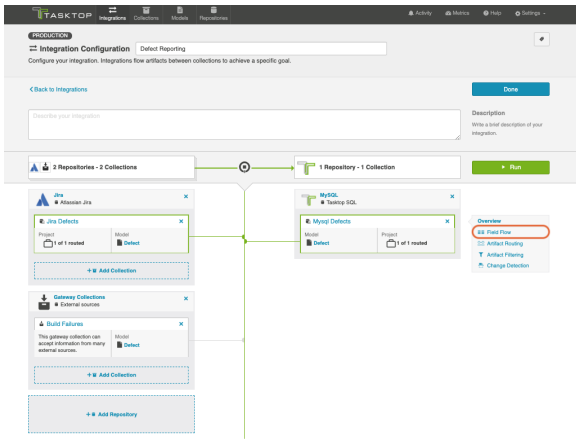 TASKTOP
Integrations
Collections
Models
Repositories
Activity
Metrics
Help
Settings
PRODUCTION
Integration Configuration
Defect Reporting
Configure your integration. Integrations flow artifacts between collections to achieve a specific goal.
Back to Integrations
Done
Describe your integration
Description
Write a brief description of your
integration.
2 Repositories - 2 Collections
1 Repository - 1 Collection
Run
Jira
Atlassian Jira
Jira Defects
Project
1 of 1 routed
Model
Defect
+ Add Collection
MySQL
Tasktop SQL
Mysql Defects
Model
Defect
Project
1 of 1 routed
Overview
Field Flow
Artifact Routing
Artifact Filtering
Change Detection
Gateway Collections
External sources
Build Failures
This gateway collection can
accept information from many
external sources.
Model
Defect
+ Add Collection
+ Add Repository